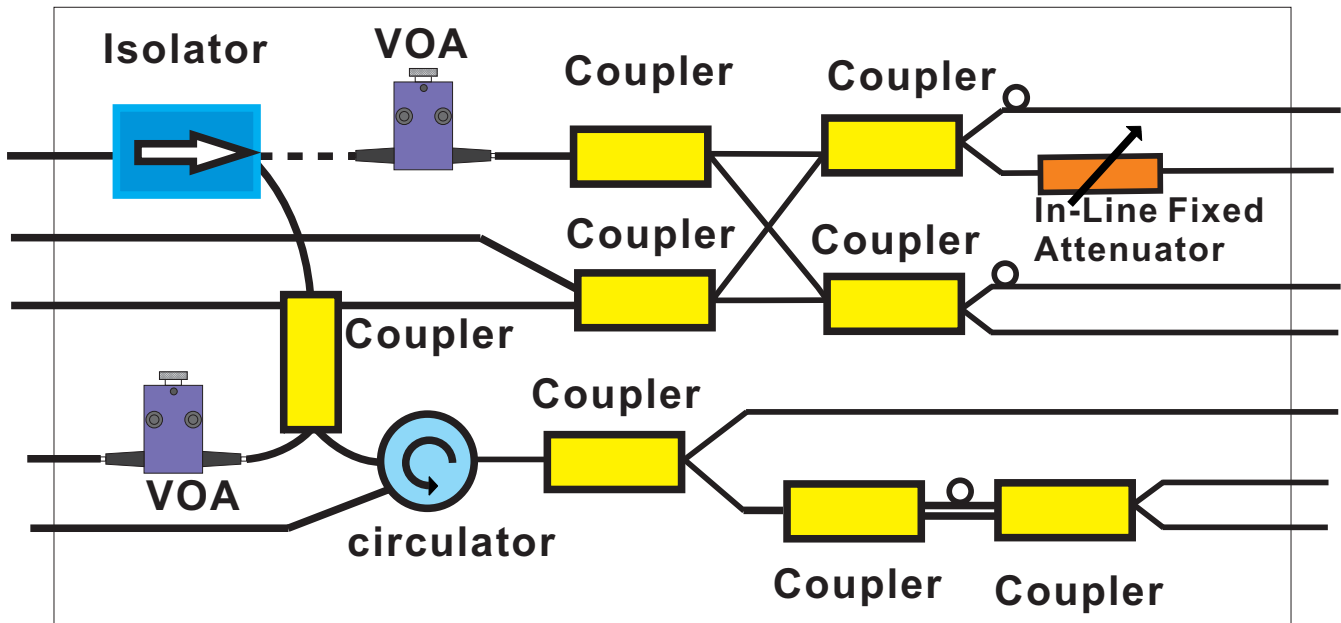 Isolator
VOA
Coupler
Coupler
In-Line Fixed
Attenuator
Coupler
Coupler
Coupler
Coupler
VOA
circulator
Coupler
Coupler